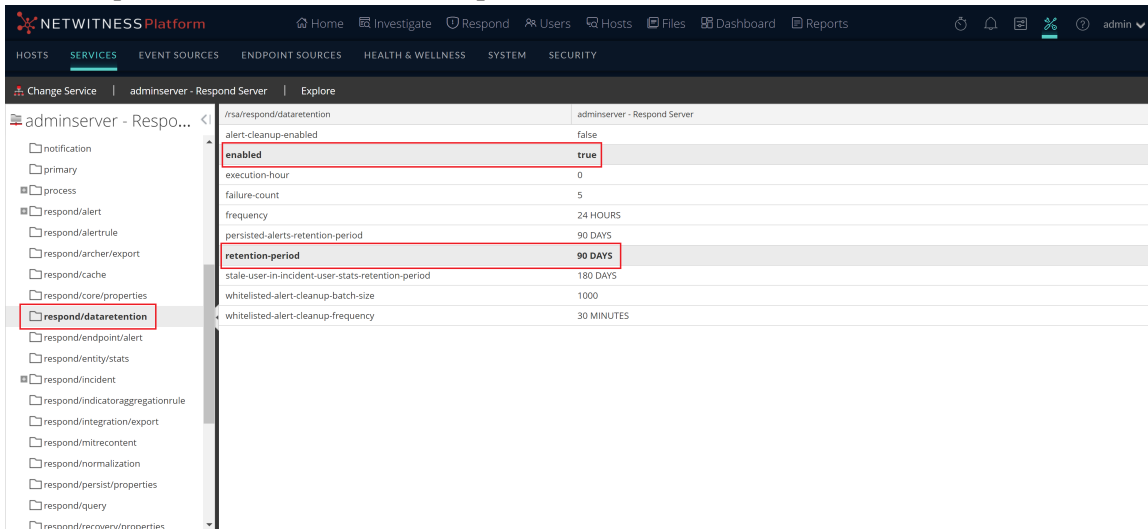 NETWITNESS Platform Home Investigate Respond Users Hosts Files Dashboard Reports admin
HOSTS SERVICES EVENT SOURCES ENDPOINT SOURCES HEALTH & WELLNESS SYSTEM SECURITY
Change Service | adminserver - Respond Server | Explore
adminserver - Respo...
notification
primary
process
respond/alert
respond/alertrule
respond/archer/export
respond/cache
respond/core/properties
respond/dataretention
respond/endpoint/alert
respond/entity/stats
respond/incident
respond/indicatoraggregationrule
respond/integration/export
respond/mitrecontent
respond/normalization
respond/persist/properties
respond/query
respond/recovery/properties
/rsa/respond/dataretention adminserver - Respond Server
alert-cleanup-enabled false
enabled true
execution-hour 0
failure-count 5
frequency 24 HOURS
persisted-alerts-retention-period 90 DAYS
retention-period 90 DAYS
stale-user-in-incident-user-stats-retention-period 180 DAYS
whitelisted-alert-cleanup-batch-size 1000
whitelisted-alert-cleanup-frequency 30 MINUTES